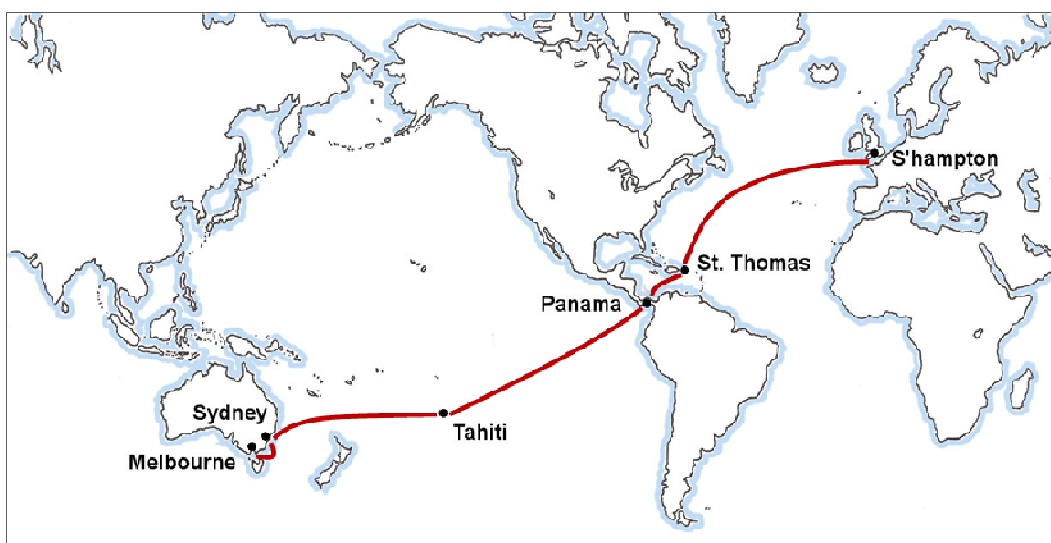 S'hampton
St. Thomas
Panama
Sydney
Tahiti
Melbourne